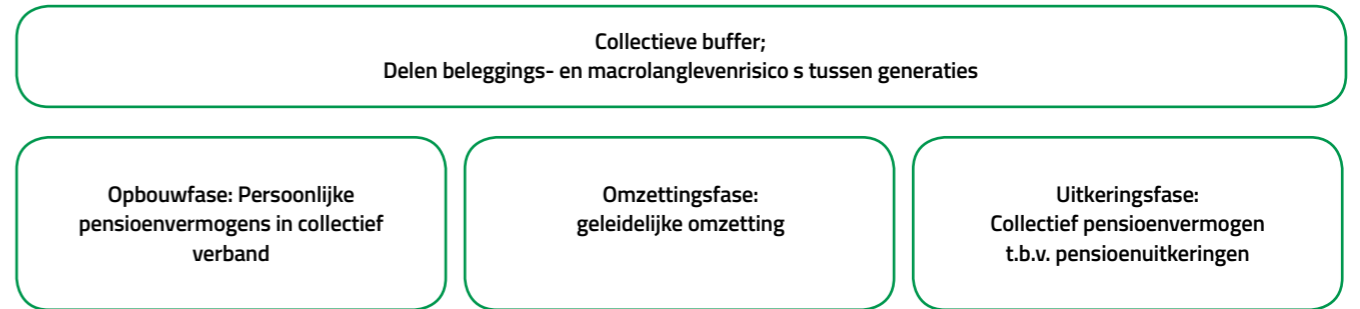 Collectieve buffer;
Delen beleggings- en macrolanglevenrisico s tussen generaties
Opbouwfase: Persoonlijke
pensioenvermogens in collectief
verband
Omzettingsfase:
geleidelijke omzetting
Uitkeringsfase:
Collectief pensioenvermogen
t.b.v. pensioenuitkeringen